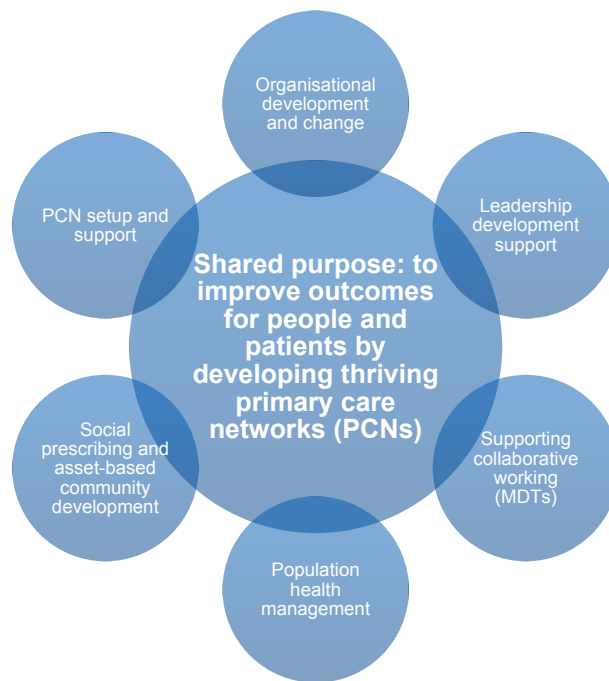 Organisational
development
and change
PCN setup and
support
Leadership
development
support
Shared purpose: to
improve outcomes
for people and
patients by
developing thriving
primary care
networks (PCNs)
Social
prescribing and
asset-based
community
development
Supporting
collaborative
working
(MDTs)
Population
health
management